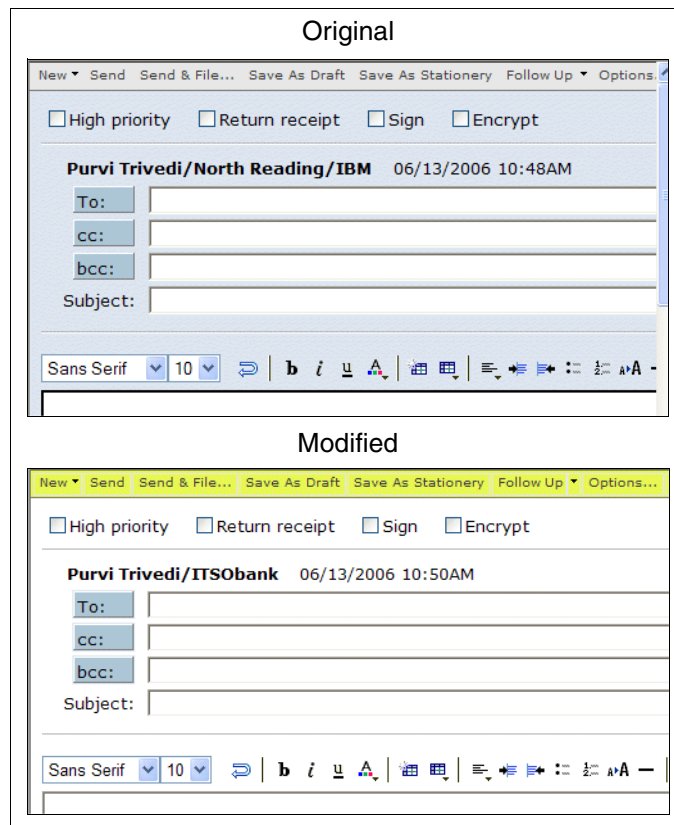 Original
New Send Send & File... Save As Draft Save As Stationery Follow Up Options.
High priority Return receipt Sign Encrypt
Purvi Trivedi/North Reading/IBM 06/13/2006 10:48AM
To:
cc:
bcc:
Subject:
Sans Serif 10 b i u A A›A
Modified
New Send Send & File... Save As Draft Save As Stationery Follow Up Options...
High priority Return receipt Sign Encrypt
Purvi Trivedi/ITSObank 06/13/2006 10:50AM
To:
cc:
bcc:
Subject:
Sans Serif 10 b i u A A›A